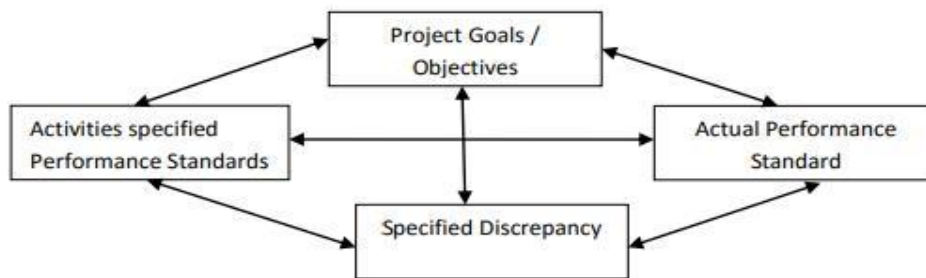 Project Goals /
Objectives
Activities specified
Performance Standards
Actual Performance
Standard
Specified Discrepancy